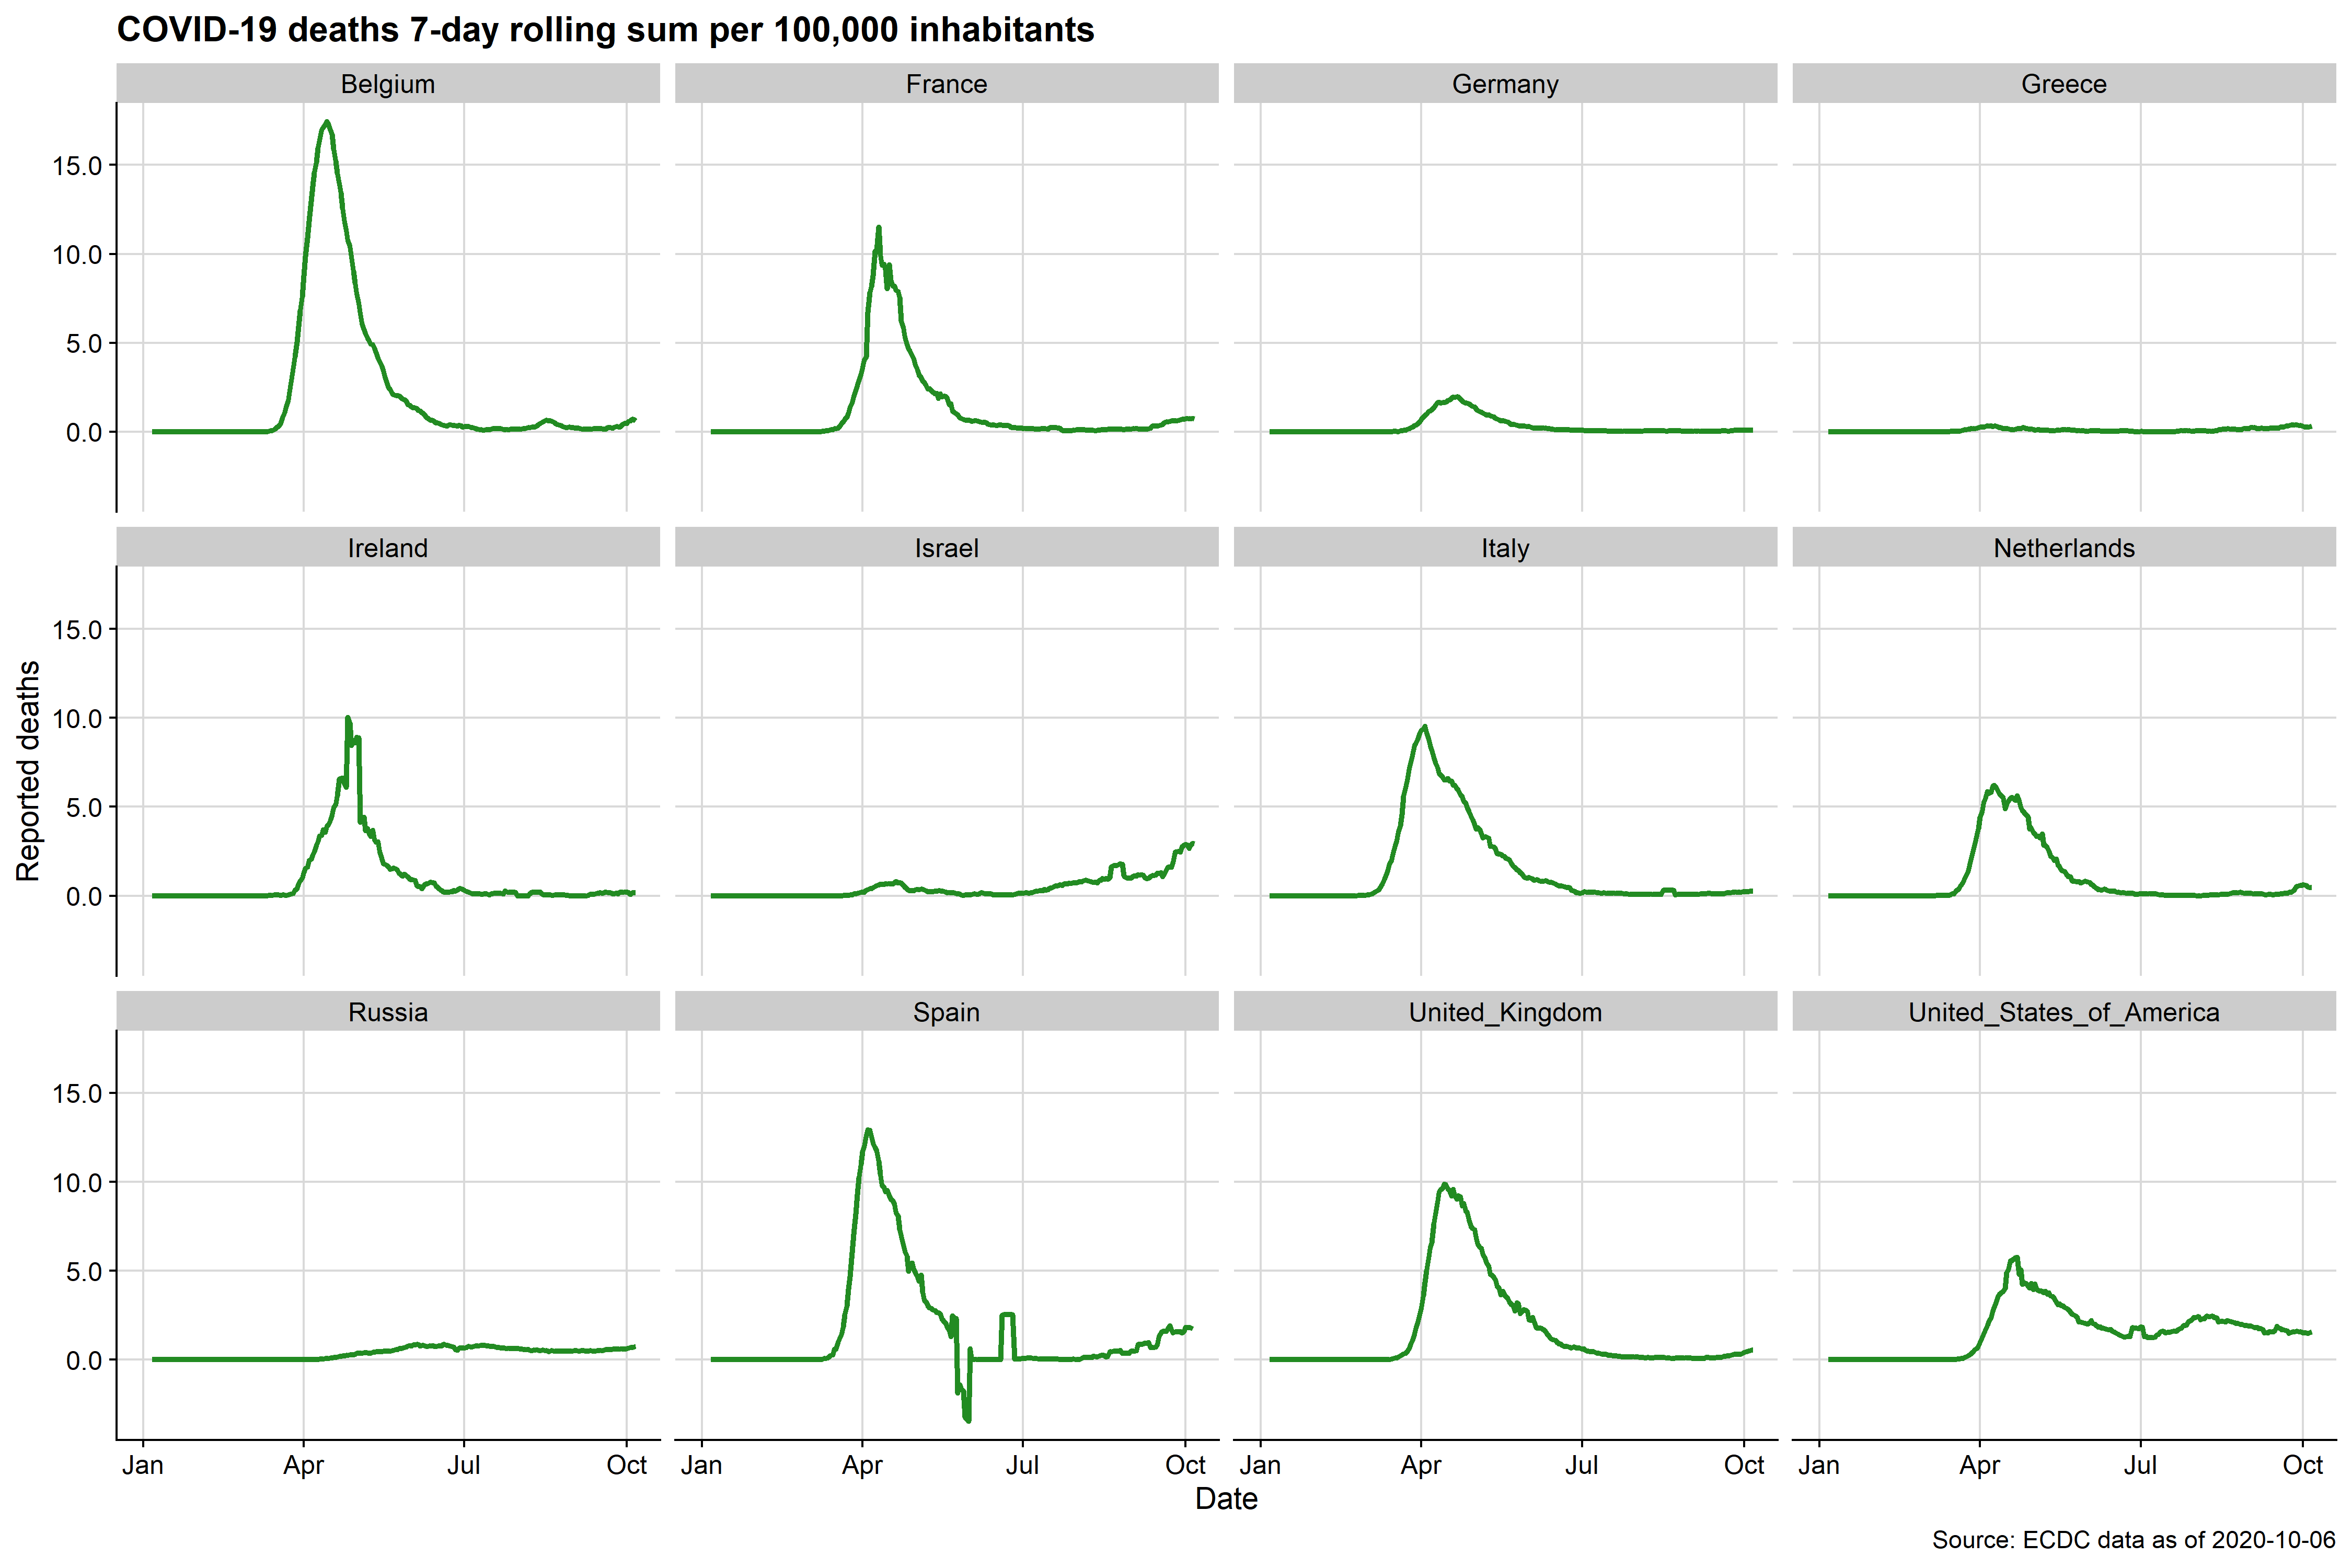 COVID-19 deaths 7-day rolling sum per 100,000 inhabitants
Belgium France Germany Greece
15.0
10.0
5.0
0.0
Ireland Israel Italy Netherlands
15.0
10.0
5.0
0.0
Reported deaths
Russia Spain United_Kingdom United_States_of_America
15.0
10.0
5.0
0.0
Jan Apr Jul Oct Jan Apr Jul Oct Jan Apr Jul Oct Jan Apr Jul Oct
Date
Source: ECDC data as of 2020-10-06